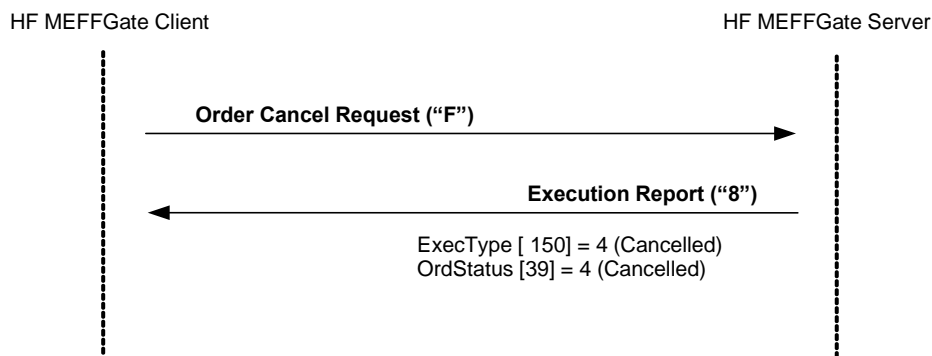 HF MEFFGate Client
HF MEFFGate Server
Order Cancel Request (“F”)
Execution Report (“8”)
ExecType [ 150] = 4 (Cancelled)
OrdStatus [39] = 4 (Cancelled)